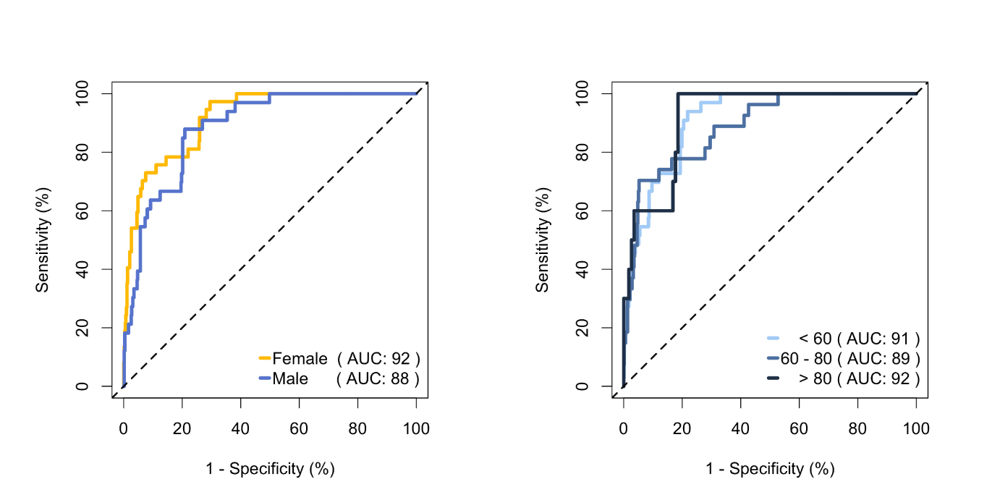 100
80
60
40
20
0
Sensitivity (%)
Female ( AUC: 92 )
Male ( AUC: 88 )
0 20 40 60 80 100
1 - Specificity (%)
100
80
60
40
20
0
Sensitivity (%)
< 60 ( AUC: 91 )
60 - 80 ( AUC: 89 )
> 80 ( AUC: 92 )
0 20 40 60 80 100
1 - Specificity (%)